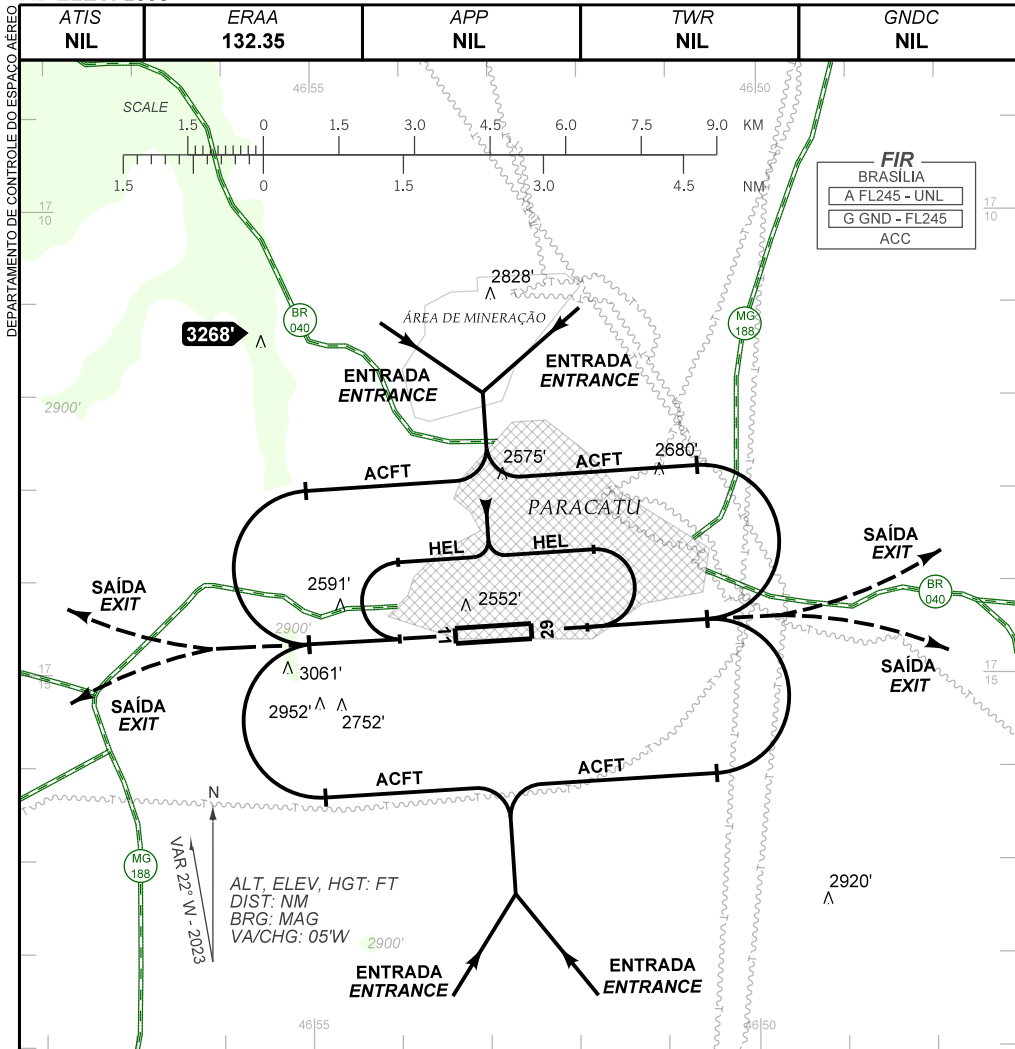 DEPARTAMENTO DE CONTROLE DO ESPAÇO AÉREO
ATIS
NIL
ERAA
132.35
APP
NIL
TWR
NIL
GNDC
NIL
46 55
46 50
SCALE
1.5 0 1.5 3.0 4.5 6.0 7.5 9.0 KM
1.5 0 1.5 3.0 4.5 NM
FIR
BRASÍLIA
A FL245 - UNL
G GND - FL245
ACC
17
10
17
10
2828'
ÁREA DE MINERAÇÃO
BR
040
MG
188
3268'
ENTRADA
ENTRANCE
ENTRADA
ENTRANCE
2900'
2575'
2680'
ACFT
ACFT
PARACATU
HEL
HEL
SAÍDA
EXIT
SAÍDA
EXIT
2591'
2552'
BR
040
2900'
11
29
3061'
SAÍDA
EXIT
17
15
17
15
SAÍDA
EXIT
2952'
2752'
ACFT
ACFT
N
VAR 22° W - 2023
MG
188
ALT, ELEV, HGT: FT
DIST: NM
BRG: MAG
VA/CHG: 05'W
2920'
2900'
ENTRADA
ENTRANCE
ENTRADA
ENTRANCE
46 55
46 50